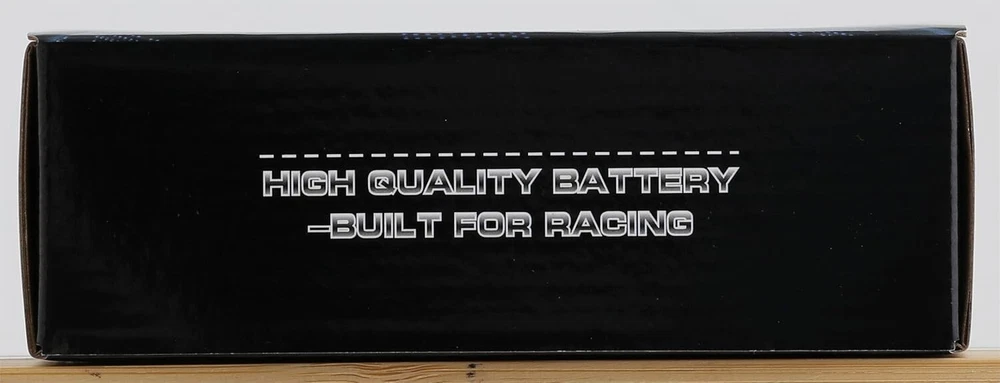 HIGH QUALITY BATTERY
–BUILT FOR RACING